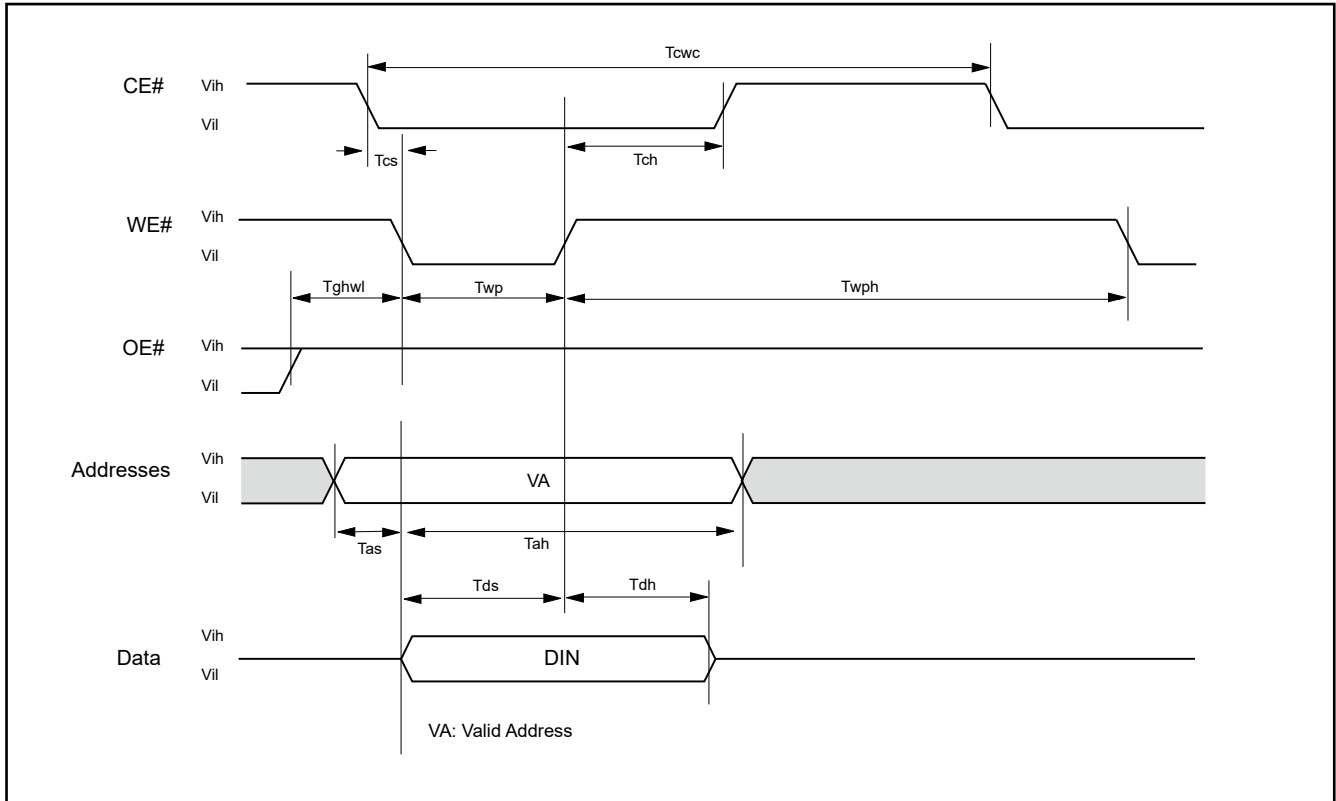 Tcwc
CE#
Vih
Vil
Tcs
Tch
WE#
Vih
Vil
Tghwl
Twp
Twph
OE#
Vih
Vil
Addresses
Vih
Vil
VA
Tas
Tah
Tds
Tdh
Data
Vih
Vil
DIN
VA: Valid Address